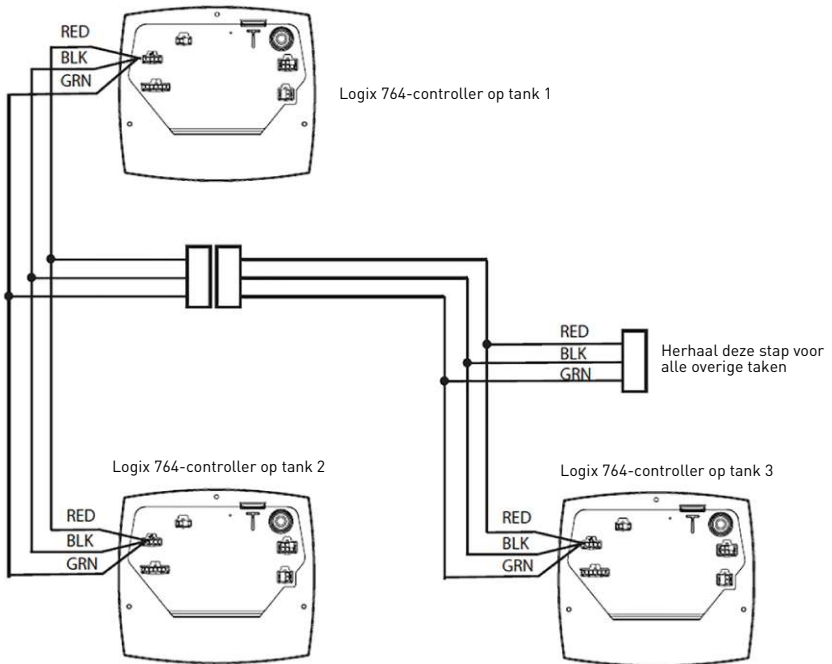 RED
BLK
GRN
Logix 764-controller op tank 1
RED
BLK
GRN
Herhaal deze stap voor
alle overige taken
Logix 764-controller op tank 2
RED
BLK
GRN
Logix 764-controller op tank 3
RED
BLK
GRN